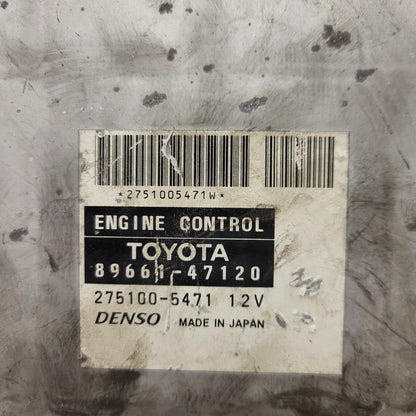 *2751005471W*
ENGINE CONTROL
TOYOTA
89661-47120
275100-5471 12V
DENSO MADE IN JAPAN